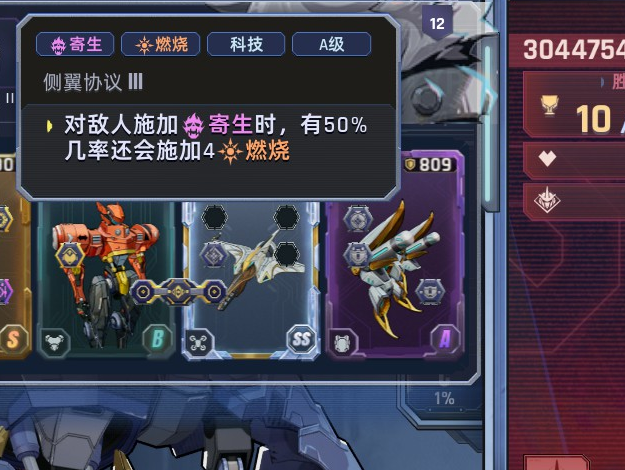 12
寄生 燃烧 科技 A级
3044754
侧翼协议 III
II
胜
对敌人施加寄生时，有50%
几率还会施加4燃烧
10 /
809
S
B
SS
A
1%